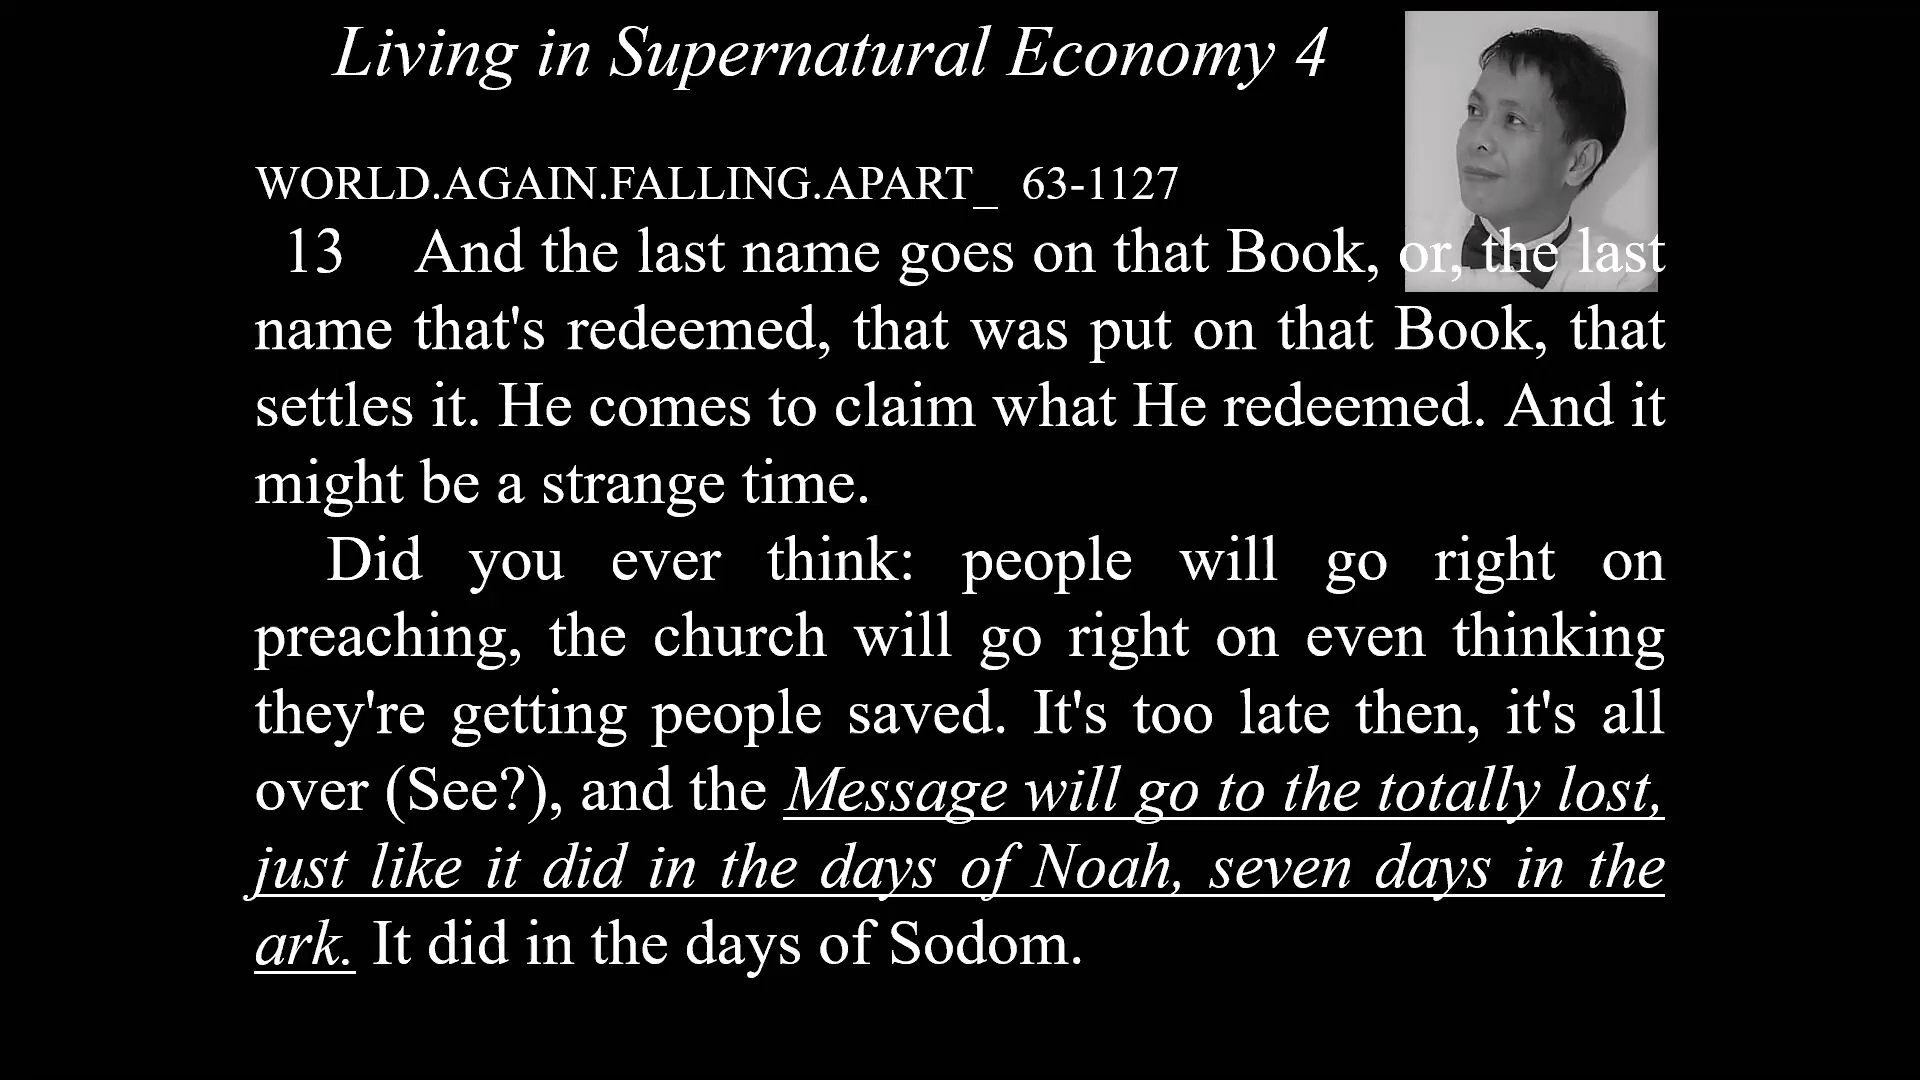 Living in Supernatural Economy 4
WORLD.AGAIN.FALLING.APART_ 63-1127
13 And the last name goes on that Book, or, the last
name that's redeemed, that was put on that Book, that
settles it. He comes to claim what He redeemed. And it
might be a strange time.
Did you ever think: people will go right on
preaching, the church will go right on even thinking
they're getting people saved. It's too late then, it's all
over (See?), and the Message will go to the totally lost,
just like it did in the days of Noah, seven days in the
ark. It did in the days of Sodom.